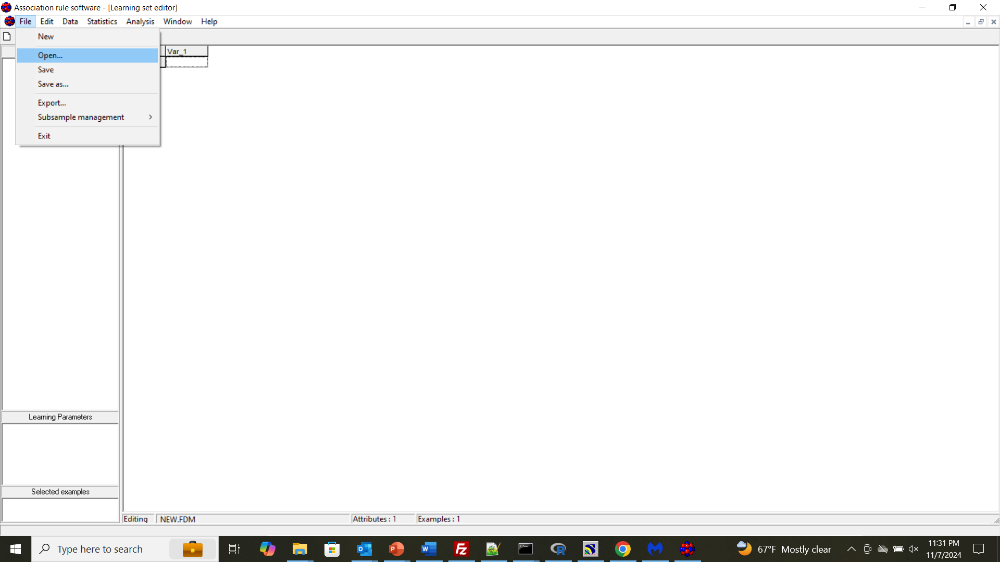 Association rule software - [Learning set editor]
File Edit Data Statistics Analysis Window Help
New
Open...
Save
Save as...
Export...
Subsample management
Exit
Var_1
Learning Parameters
Selected examples
Editing NEW.FDM Attributes : 1 Examples : 1
Type here to search
67°F Mostly clear
11:31 PM
11/7/2024